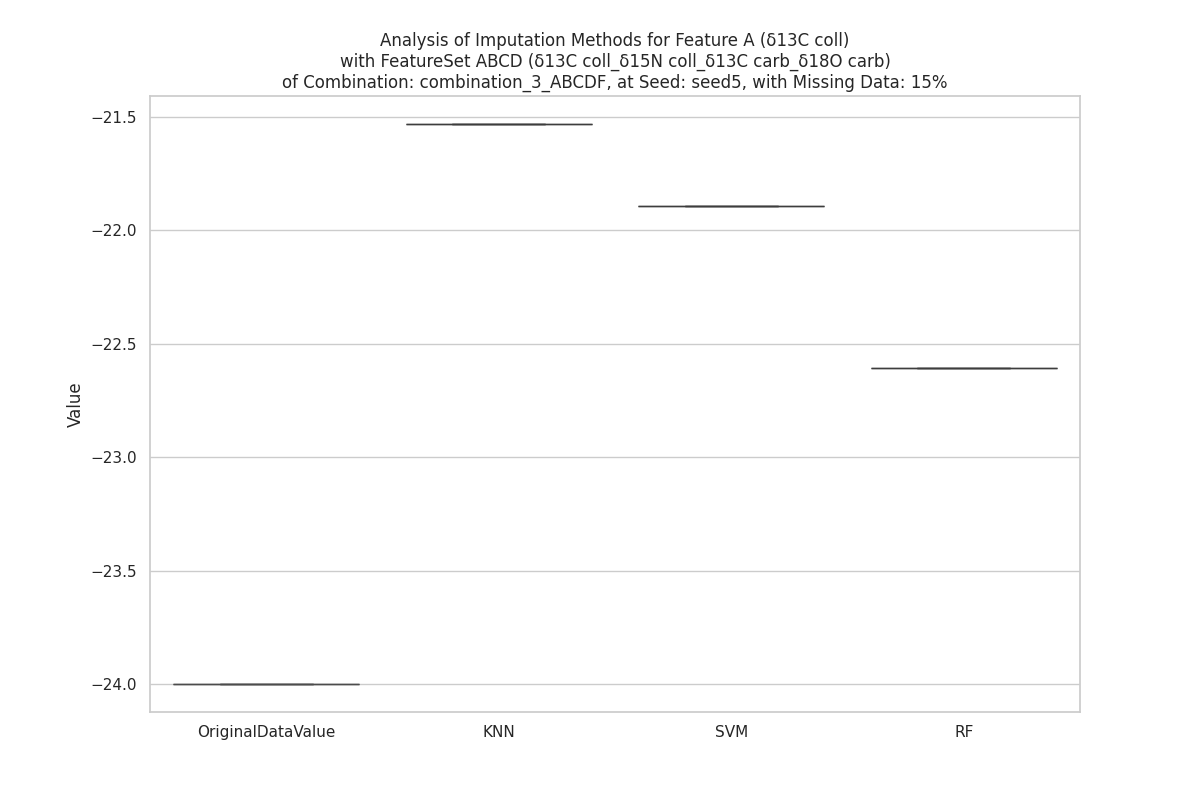 Analysis of Imputation Methods for Feature A (δ13C coll)
with FeatureSet ABCD (δ13C coll_δ15N coll_δ13C carb_δ18O carb)
of Combination: combination_3_ABCDF, at Seed: seed5, with Missing Data: 15%
−21.5
−22.0
−22.5
−23.0
−23.5
−24.0
Value
OriginalDataValue
KNN
SVM
RF